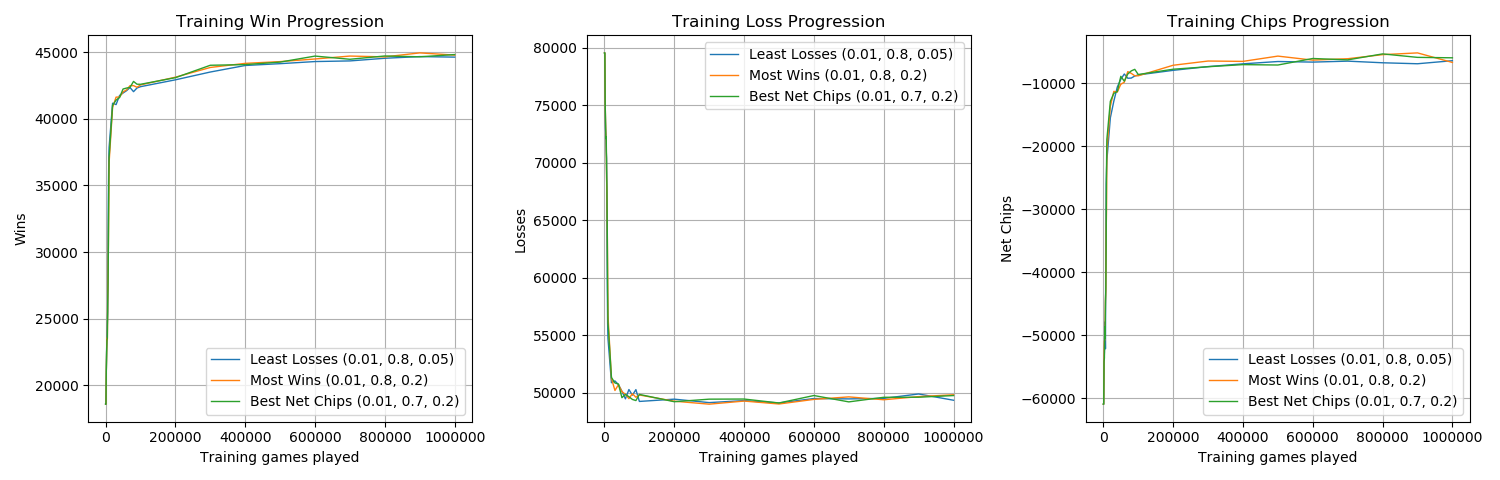 Training Win Progression
Wins
45000
40000
35000
30000
25000
20000
Least Losses (0.01, 0.8, 0.05)
Most Wins (0.01, 0.8, 0.2)
Best Net Chips (0.01, 0.7, 0.2)
0 200000 400000 600000 800000 1000000
Training games played
Training Loss Progression
Losses
80000
75000
70000
65000
60000
55000
50000
Least Losses (0.01, 0.8, 0.05)
Most Wins (0.01, 0.8, 0.2)
Best Net Chips (0.01, 0.7, 0.2)
0 200000 400000 600000 800000 1000000
Training games played
Training Chips Progression
Net Chips
−10000
−20000
−30000
−40000
−50000
−60000
Least Losses (0.01, 0.8, 0.05)
Most Wins (0.01, 0.8, 0.2)
Best Net Chips (0.01, 0.7, 0.2)
0 200000 400000 600000 800000 1000000
Training games played